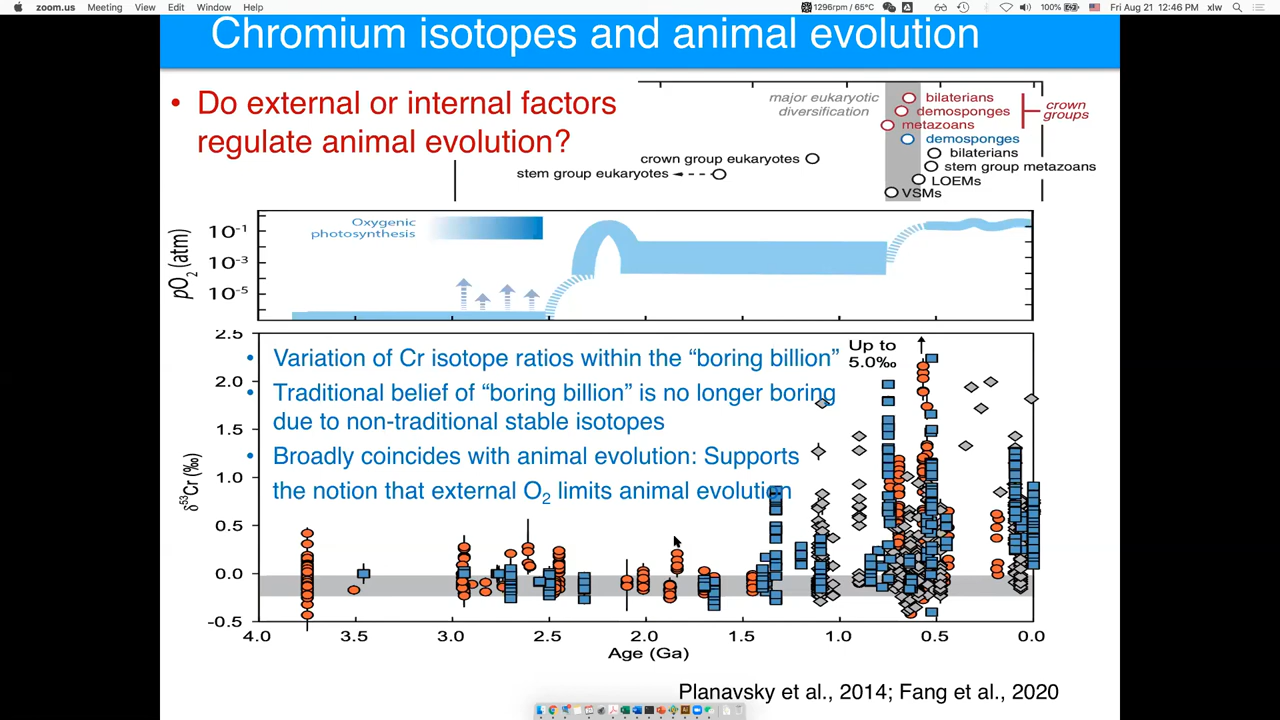 zoom.us Meeting View Edit Window Help 1296rpm / 65°C 100% Fri Aug 21 12:46 PM xlw
Chromium isotopes and animal evolution
• Do external or internal factors
regulate animal evolution?
major eukaryotic
diversification
bilaterians
demosponges
metazoans
crown
groups
demosponges
bilaterians
crown group eukaryotes
stem group metazoans
stem group eukaryotes
LOEMs
VSMs
Oxygenic
photosynthesis
pO2 (atm)
10-1
10-3
10-5
2.5
2.0
1.5
1.0
0.5
0.0
-0.5
δ53Cr (‰)
• Variation of Cr isotope ratios within the “boring billion”
• Traditional belief of “boring billion” is no longer boring
due to non-traditional stable isotopes
• Broadly coincides with animal evolution: Supports
the notion that external O2 limits animal evolution
Up to
5.0‰
4.0 3.5 3.0 2.5 2.0 1.5 1.0 0.5 0.0
Age (Ga)
Planavsky et al., 2014; Fang et al., 2020